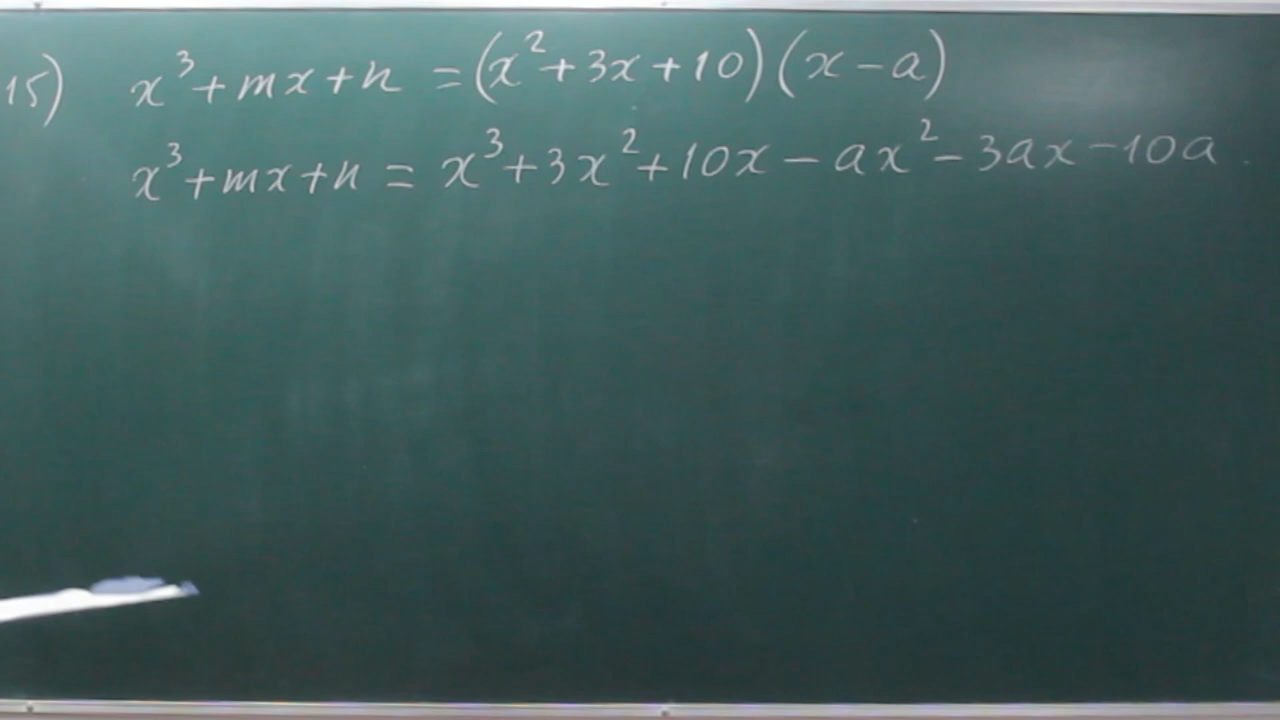 15) x³+mx+n =(x²+3x+10)(x-a)
x³+mx+n = x³+3x²+10x-ax²-3ax-10a